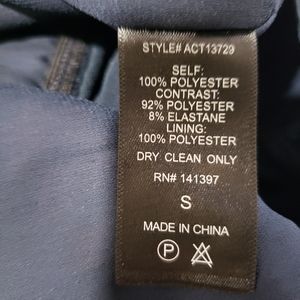 STYLE# ACT13729
SELF:
100% POLYESTER
CONTRAST:
92% POLYESTER
8% ELASTANE
LINING:
100% POLYESTER
DRY CLEAN ONLY
RN# 141397
S
MADE IN CHINA
P